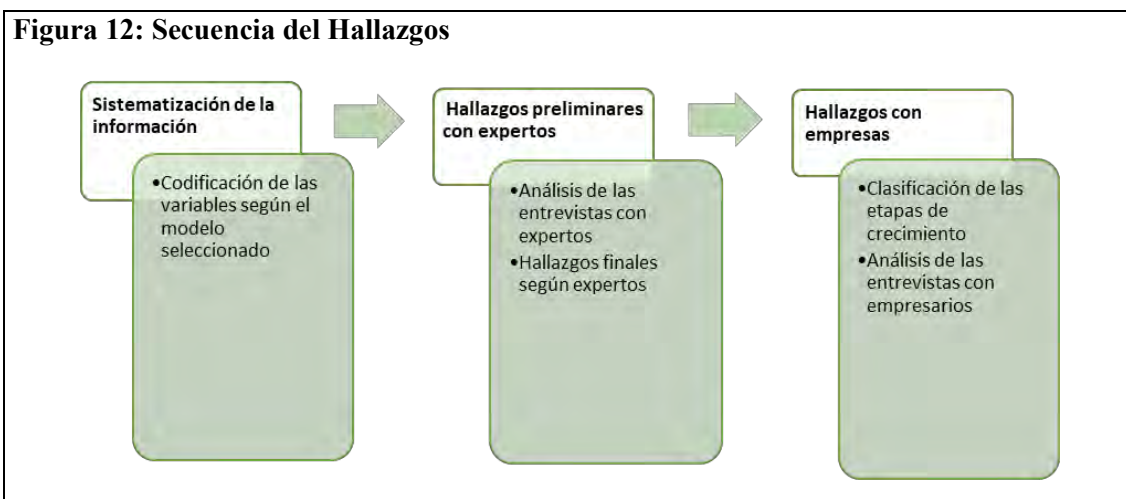 Figura 12: Secuencia del Hallazgos
Sistematización de la
información
•Codificación de las
variables según el
modelo
seleccionado
Hallazgos preliminares
con expertos
•Análisis de las
entrevistas con
expertos
•Hallazgos finales
según expertos
Hallazgos con
empresas
•Clasificación de las
etapas de
crecimiento
•Análisis de las
entrevistas con
empresarios